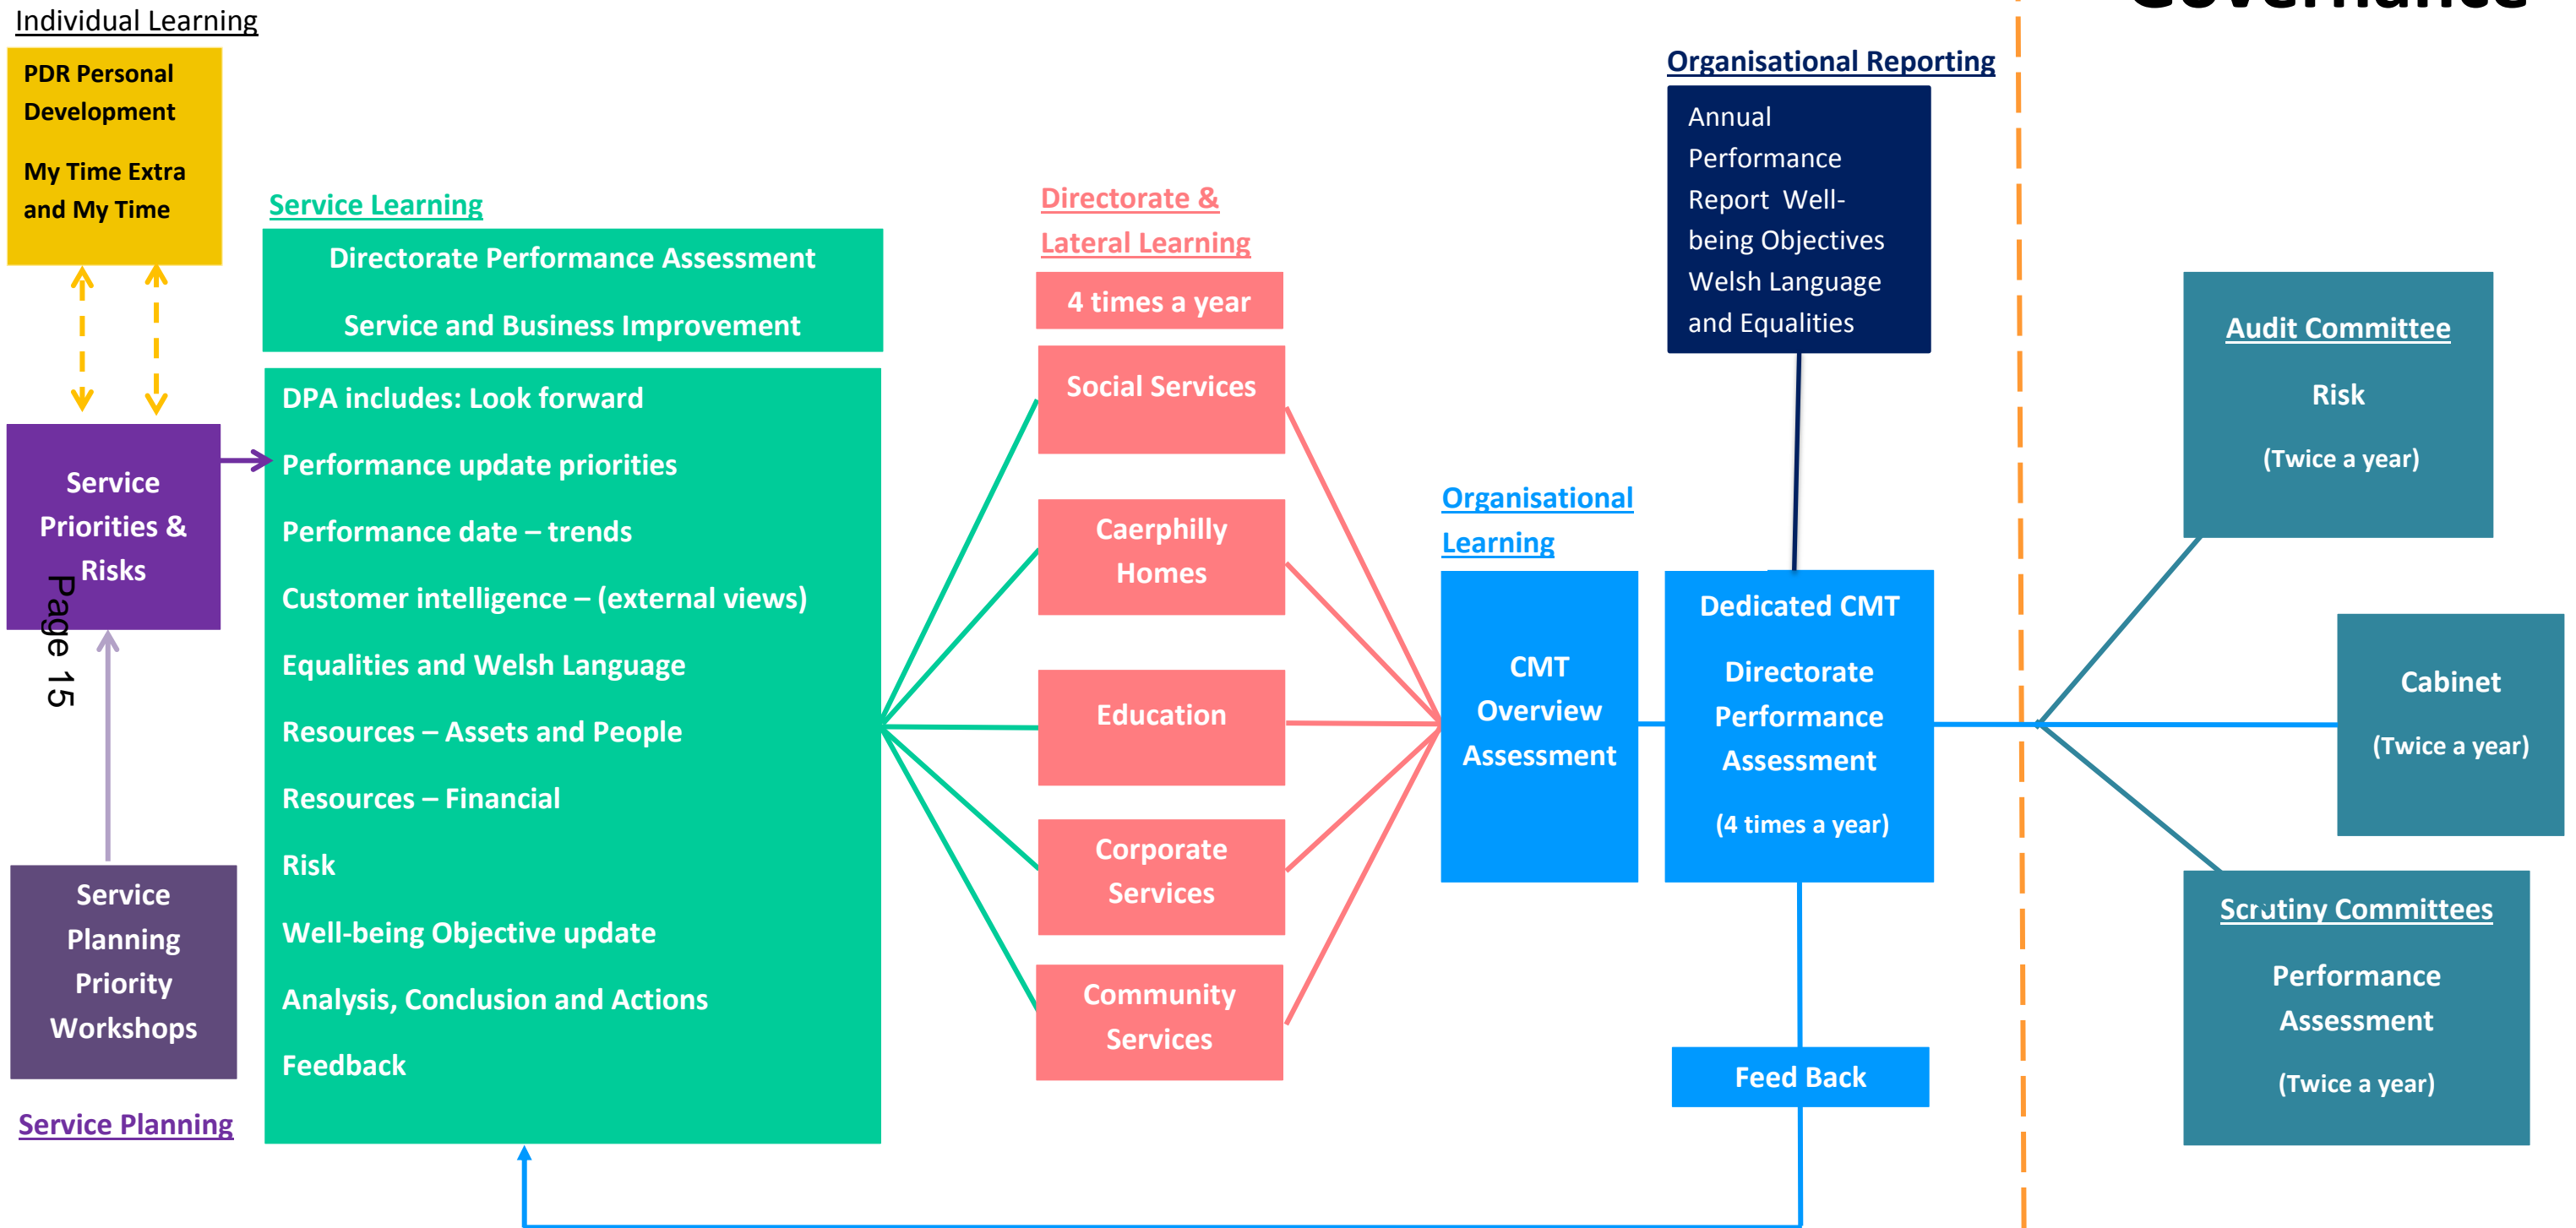 Governance
Individual Learning
PDR Personal
Development
My Time Extra
and My Time
Service
Priorities &
Risks
Page 15
Service
Planning
Priority
Workshops
Service Planning
Service Learning
Directorate Performance Assessment
Service and Business Improvement
DPA includes: Look forward
Performance update priorities
Performance date – trends
Customer intelligence – (external views)
Equalities and Welsh Language
Resources – Assets and People
Resources – Financial
Risk
Well-being Objective update
Analysis, Conclusion and Actions
Feedback
Directorate &
Lateral Learning
4 times a year
Social Services
Caerphilly
Homes
Education
Corporate
Services
Community
Services
Organisational
Learning
CMT
Overview
Assessment
Organisational Reporting
Annual
Performance
Report Well-
being Objectives
Welsh Language
and Equalities
Dedicated CMT
Directorate
Performance
Assessment
(4 times a year)
Feed Back
Audit Committee
Risk
(Twice a year)
Cabinet
(Twice a year)
Scrutiny Committees
Performance
Assessment
(Twice a year)